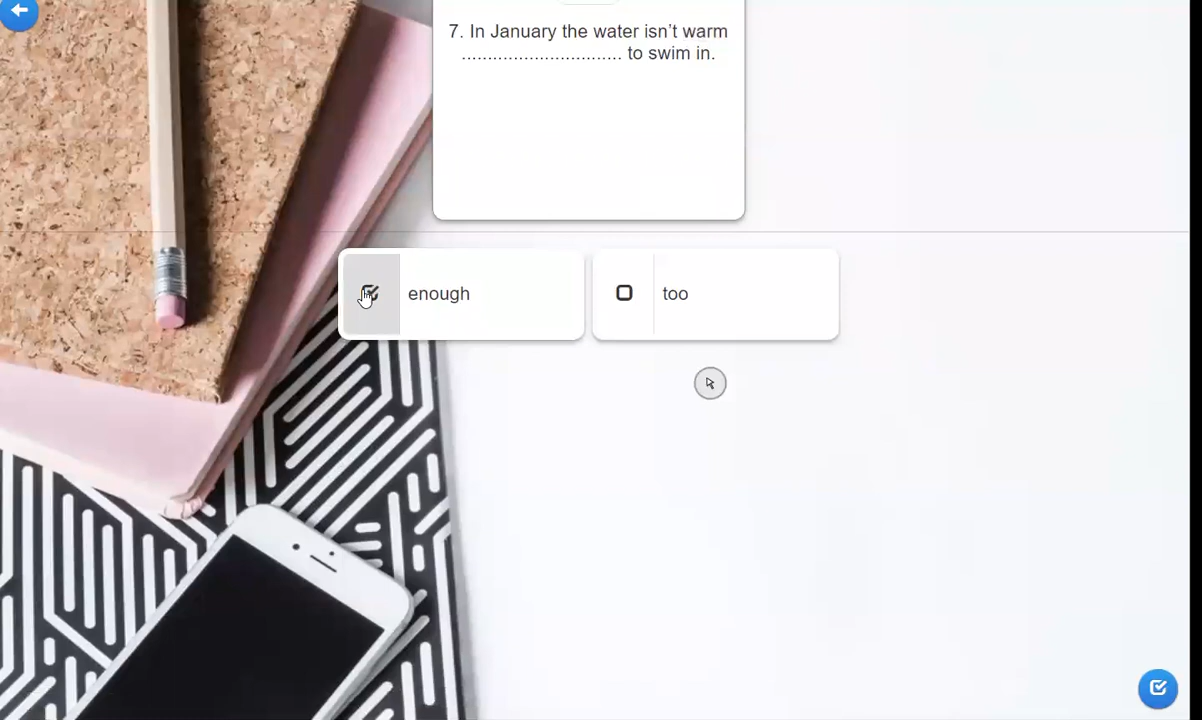 7. In January the water isn't warm
............................... to swim in.
enough
too